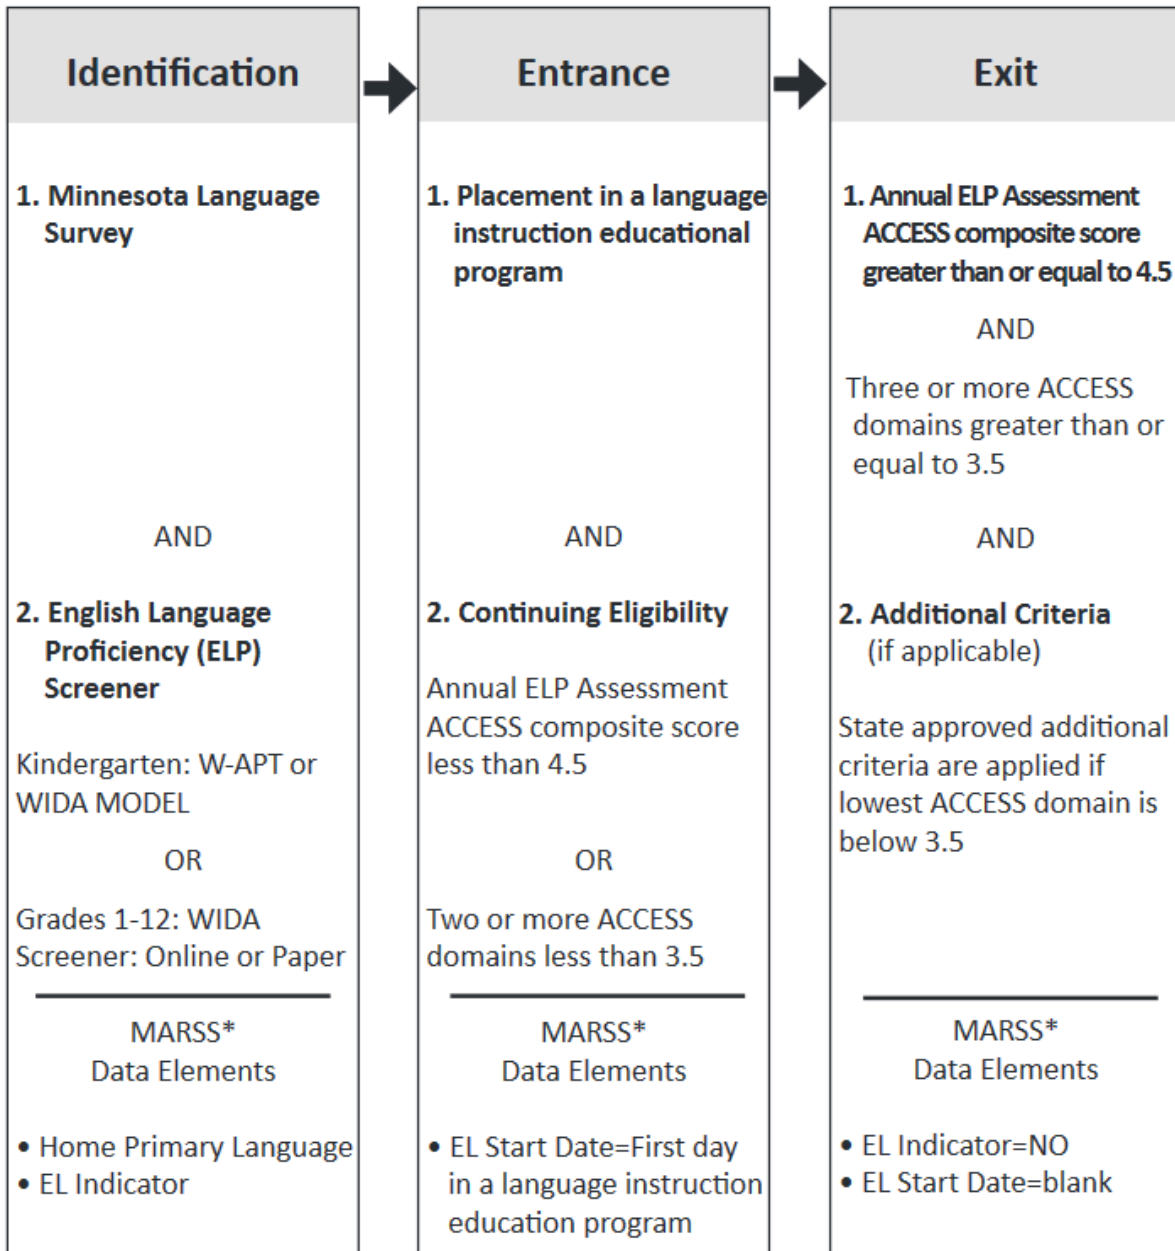 Identification
1. Minnesota Language
Survey
AND
2. English Language
Proficiency (ELP)
Screener
Kindergarten: W-APT or
WIDA MODEL
OR
Grades 1-12: WIDA
Screener: Online or Paper
MARSS*
Data Elements
• Home Primary Language
• EL Indicator
Entrance
1. Placement in a language
instruction educational
program
AND
2. Continuing Eligibility
Annual ELP Assessment
ACCESS composite score
less than 4.5
OR
Two or more ACCESS
domains less than 3.5
MARSS*
Data Elements
• EL Start Date=First day
in a language instruction
education program
Exit
1. Annual ELP Assessment
ACCESS composite score
greater than or equal to 4.5
AND
Three or more ACCESS
domains greater than or
equal to 3.5
AND
2. Additional Criteria
(if applicable)
State approved additional
criteria are applied if
lowest ACCESS domain is
below 3.5
MARSS*
Data Elements
• EL Indicator=NO
• EL Start Date=blank